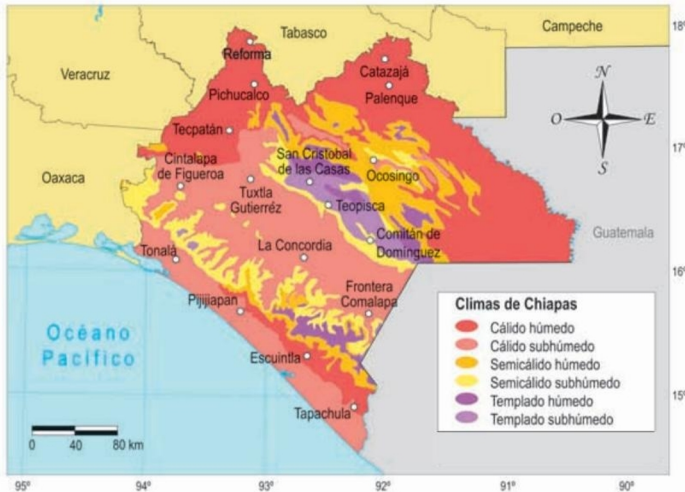 Tabasco
Campeche
18°
Veracruz
Reforma
Pichucalco
Catazajá
Palenque
N
O
E
S
Tecpatán
17°
Oaxaca
Cintalapa
de Figueroa
San Cristobal
de las Casas
Ocosingo
Tuxtla
Gutierréz
Teopisca
Guatemala
Comitán de
Domínguez
Tonalá
La Concordia
16°
Frontera
Comalapa
Pijijiapan
Océano
Pacífico
Escuintla
Tapachula
Climas de Chiapas
Cálido húmedo
Cálido subhúmedo
Semicálido húmedo
Semicálido subhúmedo
Templado húmedo
Templado subhúmedo
15°
0 40 80 km
95° 94° 93° 92° 91° 90°